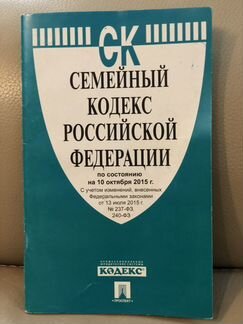 СК
СЕМЕЙНЫЙ
КОДЕКС
РОССИЙСКОЙ
ФЕДЕРАЦИИ
по состоянию
на 10 октября 2015 г.
С учетом изменений, внесенных
Федеральными законами
от 13 июля 2015 г.
№ 237-ФЗ,
240-ФЗ
КОДЕКС
ПРОСПЕКТ